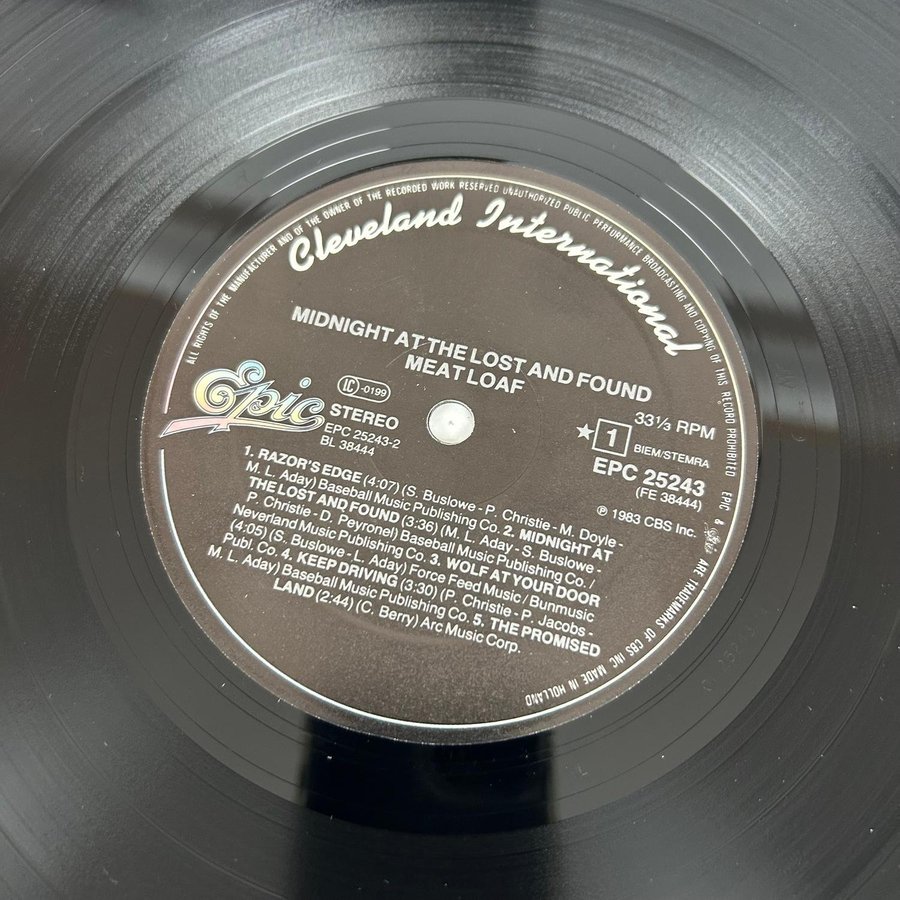 ALL RIGHTS OF THE MANUFACTURER AND OF THE OWNER OF THE RECORDED WORK RESERVED UNAUTHORIZED PUBLIC PERFORMANCE BROADCASTING AND COPYING OF THIS RECORD PROHIBITED EPIC & ARE TRADEMARKS OF CBS INC. MADE IN HOLLAND
Cleveland International
MIDNIGHT AT THE LOST AND FOUND
MEAT LOAF
Epic
IC -0199
STEREO
EPC 25243-2
BL 38444
33 1/3 RPM
★ 1 BIEM/STEMRA
EPC 25243
(FE 38444)
℗ 1983 CBS Inc.
1. RAZOR'S EDGE (4:07) (S. Buslowe - P. Christie - M. Doyle -
M. L. Aday) Baseball Music Publishing Co. 2. MIDNIGHT AT
THE LOST AND FOUND (3:36) (M. L. Aday - S. Buslowe -
P. Christie - D. Peyronel) Baseball Music Publishing Co. /
Neverland Music Publishing Co. 3. WOLF AT YOUR DOOR
(4:05) (S. Buslowe - L. Aday) Force Feed Music / Bunmusic
Publ. Co. 4. KEEP DRIVING (3:30) (P. Christie - P. Jacobs -
M. L. Aday) Baseball Music Publishing Co. 5. THE PROMISED
LAND (2:44) (C. Berry) Arc Music Corp.